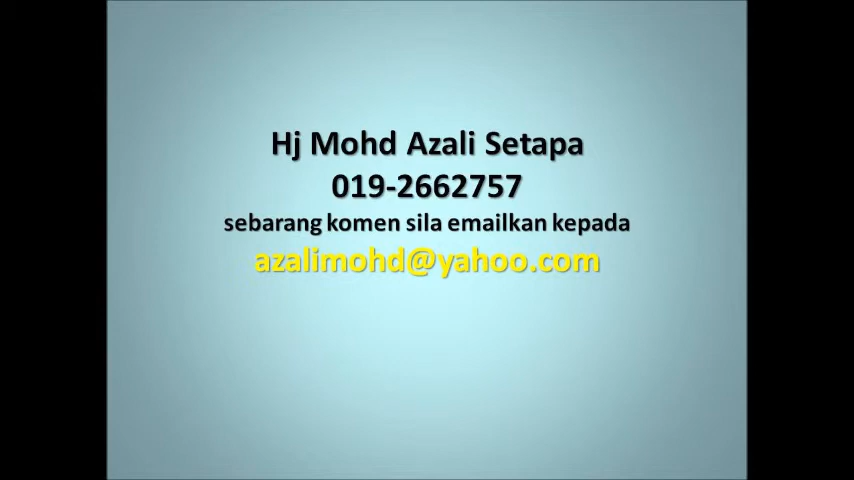 Hj Mohd Azali Setapa
019-2662757
sebarang komen sila emailkan kepada
azalimohd@yahoo.com